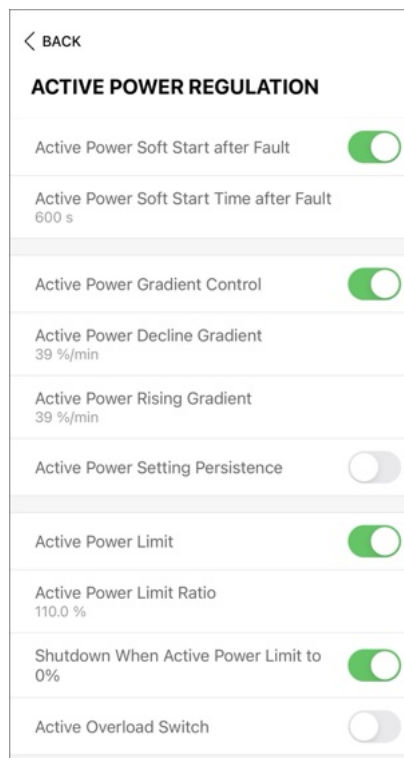 BACK
ACTIVE POWER REGULATION
Active Power Soft Start after Fault
Active Power Soft Start Time after Fault
600 s
Active Power Gradient Control
Active Power Decline Gradient
39 %/min
Active Power Rising Gradient
39 %/min
Active Power Setting Persistence
Active Power Limit
Active Power Limit Ratio
110.0 %
Shutdown When Active Power Limit to
0%
Active Overload Switch